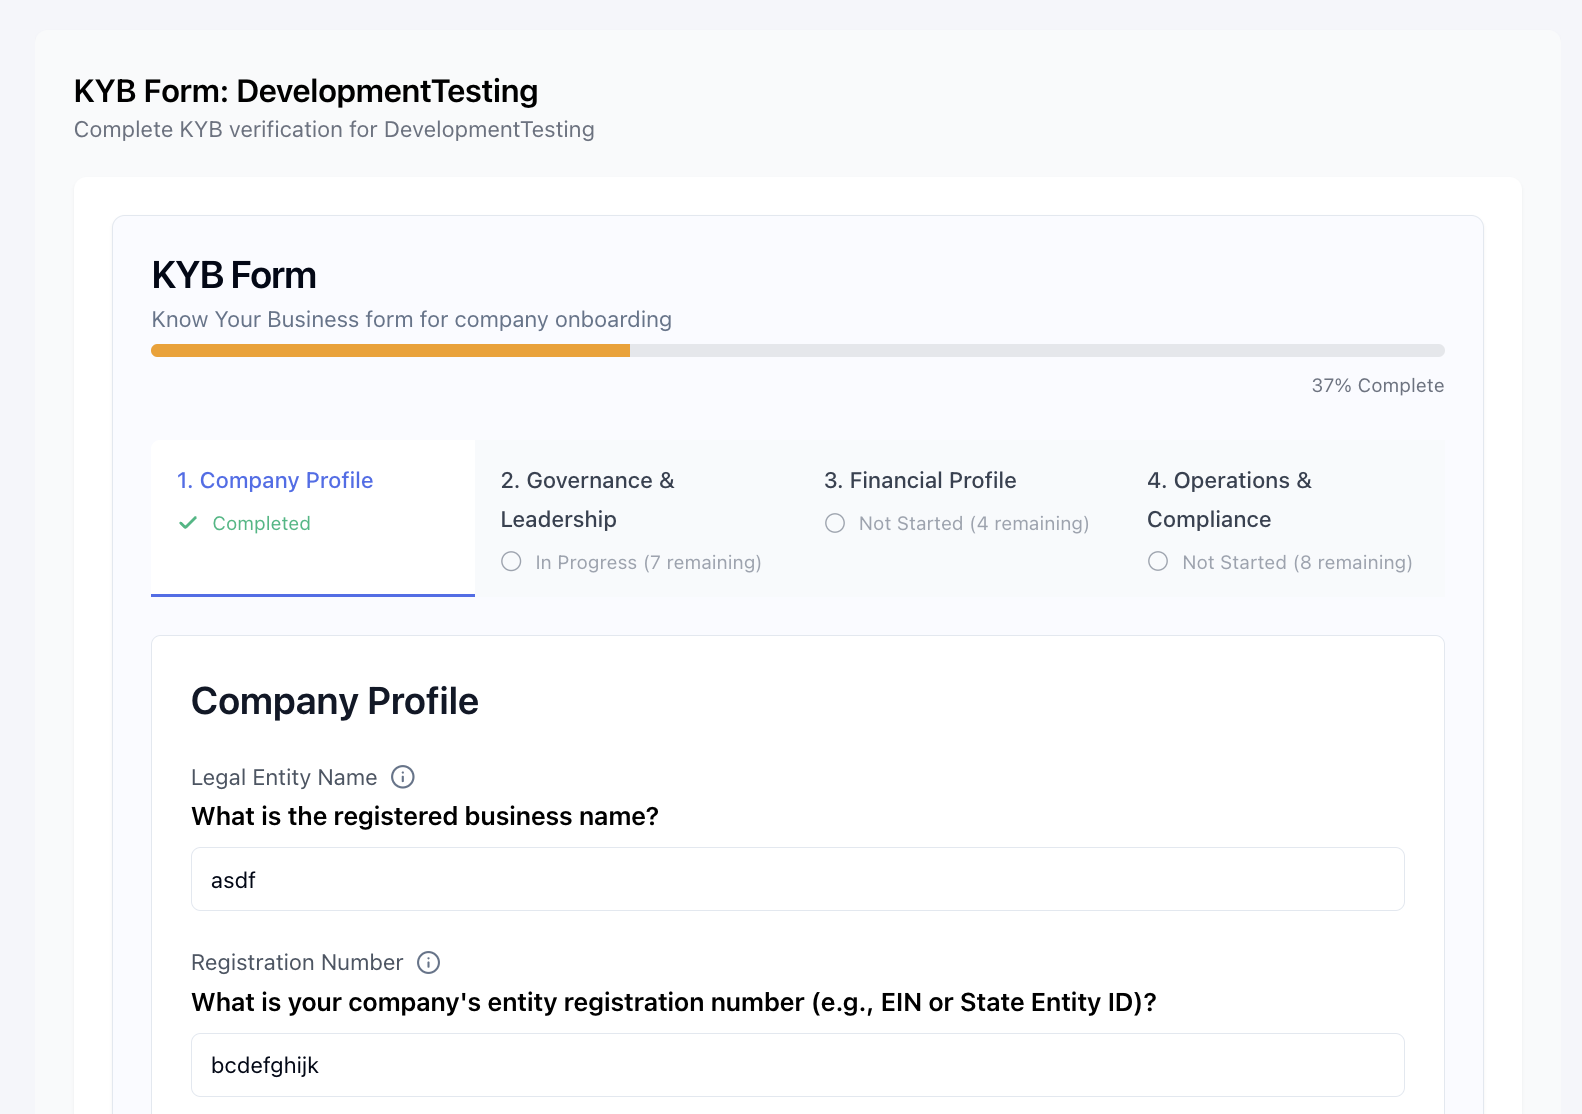 KYB Form: DevelopmentTesting
Complete KYB verification for DevelopmentTesting
KYB Form
Know Your Business form for company onboarding
37% Complete
1. Company Profile
Completed
2. Governance &
Leadership
In Progress (7 remaining)
3. Financial Profile
Not Started (4 remaining)
4. Operations &
Compliance
Not Started (8 remaining)
Company Profile
Legal Entity Name
What is the registered business name?
asdf
Registration Number
What is your company's entity registration number (e.g., EIN or State Entity ID)?
bcdefghijk